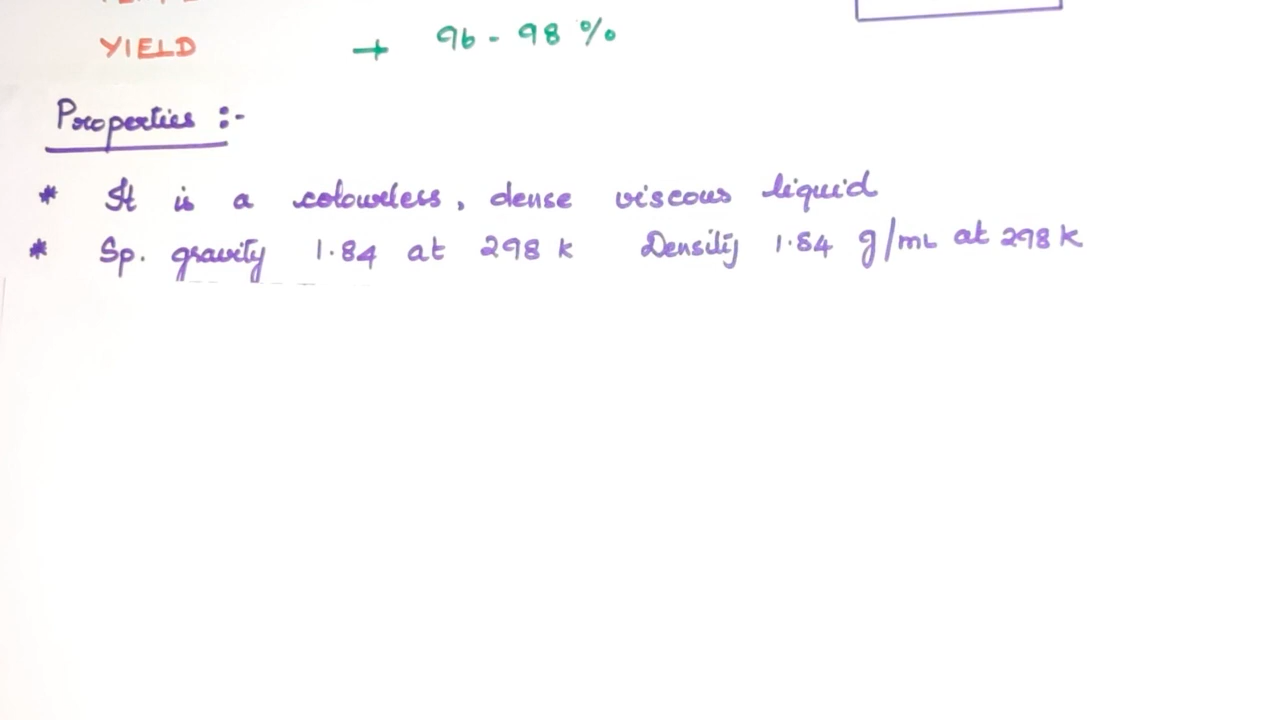 YIELD → 96 - 98 %
Properties :-
* It is a colourless, dense viscous liquid
* Sp. gravity 1.84 at 298 K Density 1.84 g/mL at 298 K